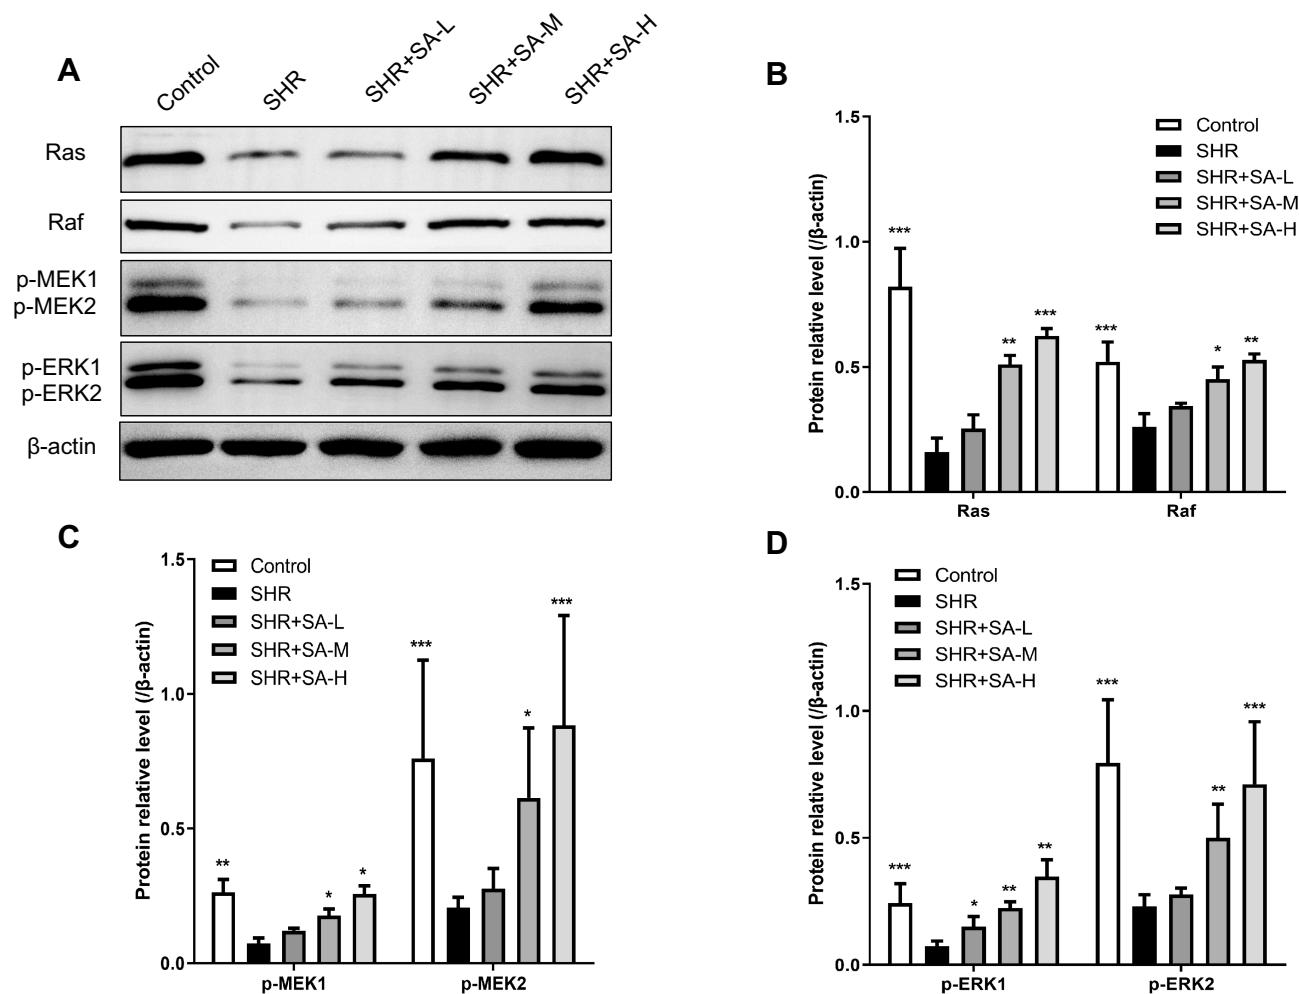 A
Control
SHR
SHR+SA-L
SHR+SA-M
SHR+SA-H
Ras
Raf
p-MEK1
p-MEK2
p-ERK1
p-ERK2
β-actin
B
Protein relative level (/β-actin)
1.5
1.0
0.5
0.0
Control
SHR
SHR+SA-L
SHR+SA-M
SHR+SA-H
***
**
***
***
*
**
Ras
Raf
C
Protein relative level (/β-actin)
1.5
1.0
0.5
0.0
Control
SHR
SHR+SA-L
SHR+SA-M
SHR+SA-H
**
*
*
***
*
***
p-MEK1
p-MEK2
D
Protein relative level (/β-actin)
1.5
1.0
0.5
0.0
Control
SHR
SHR+SA-L
SHR+SA-M
SHR+SA-H
***
*
**
**
***
**
***
p-ERK1
p-ERK2